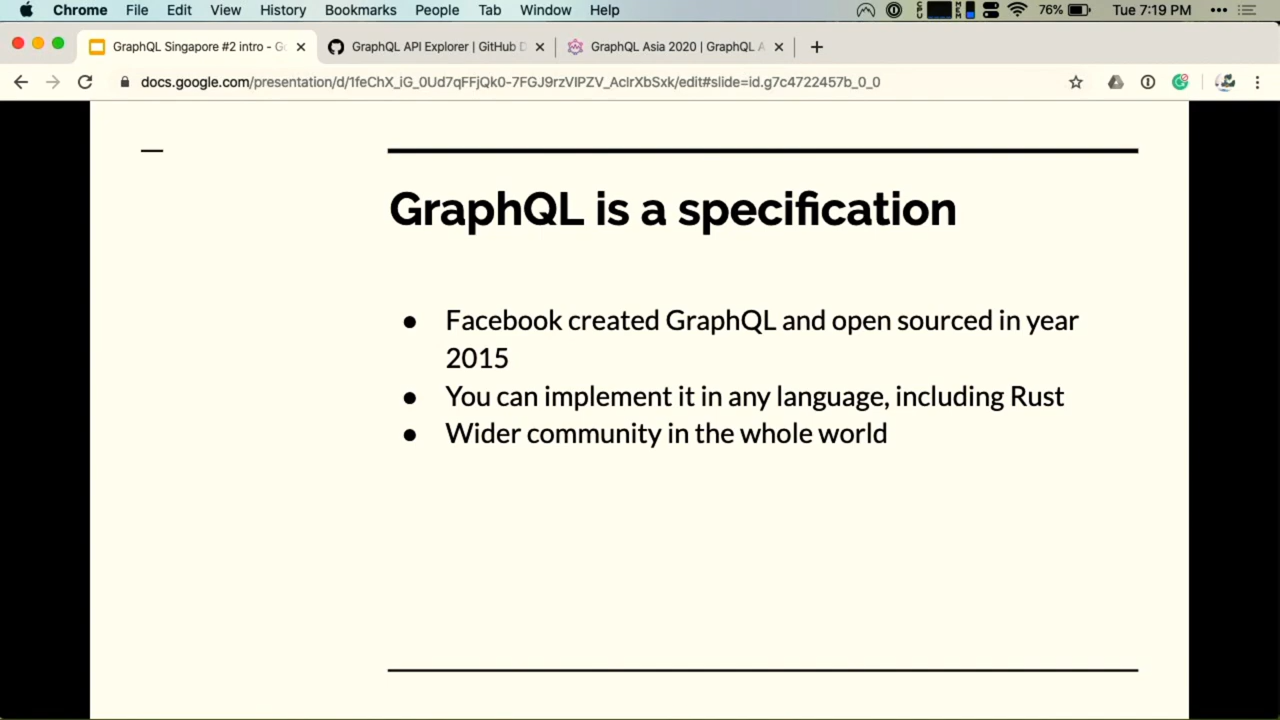 Chrome File Edit View History Bookmarks People Tab Window Help 76% Tue 7:19 PM
GraphQL Singapore #2 intro - Go GraphQL API Explorer | GitHub D GraphQL Asia 2020 | GraphQL A
docs.google.com/presentation/d/1feChX_iG_0Ud7qFFjQk0-7FGJ9rzVIPZV_AcIrXbSxk/edit#slide=id.g7c4722457b_0_0
GraphQL is a specification
● Facebook created GraphQL and open sourced in year
2015
● You can implement it in any language, including Rust
● Wider community in the whole world